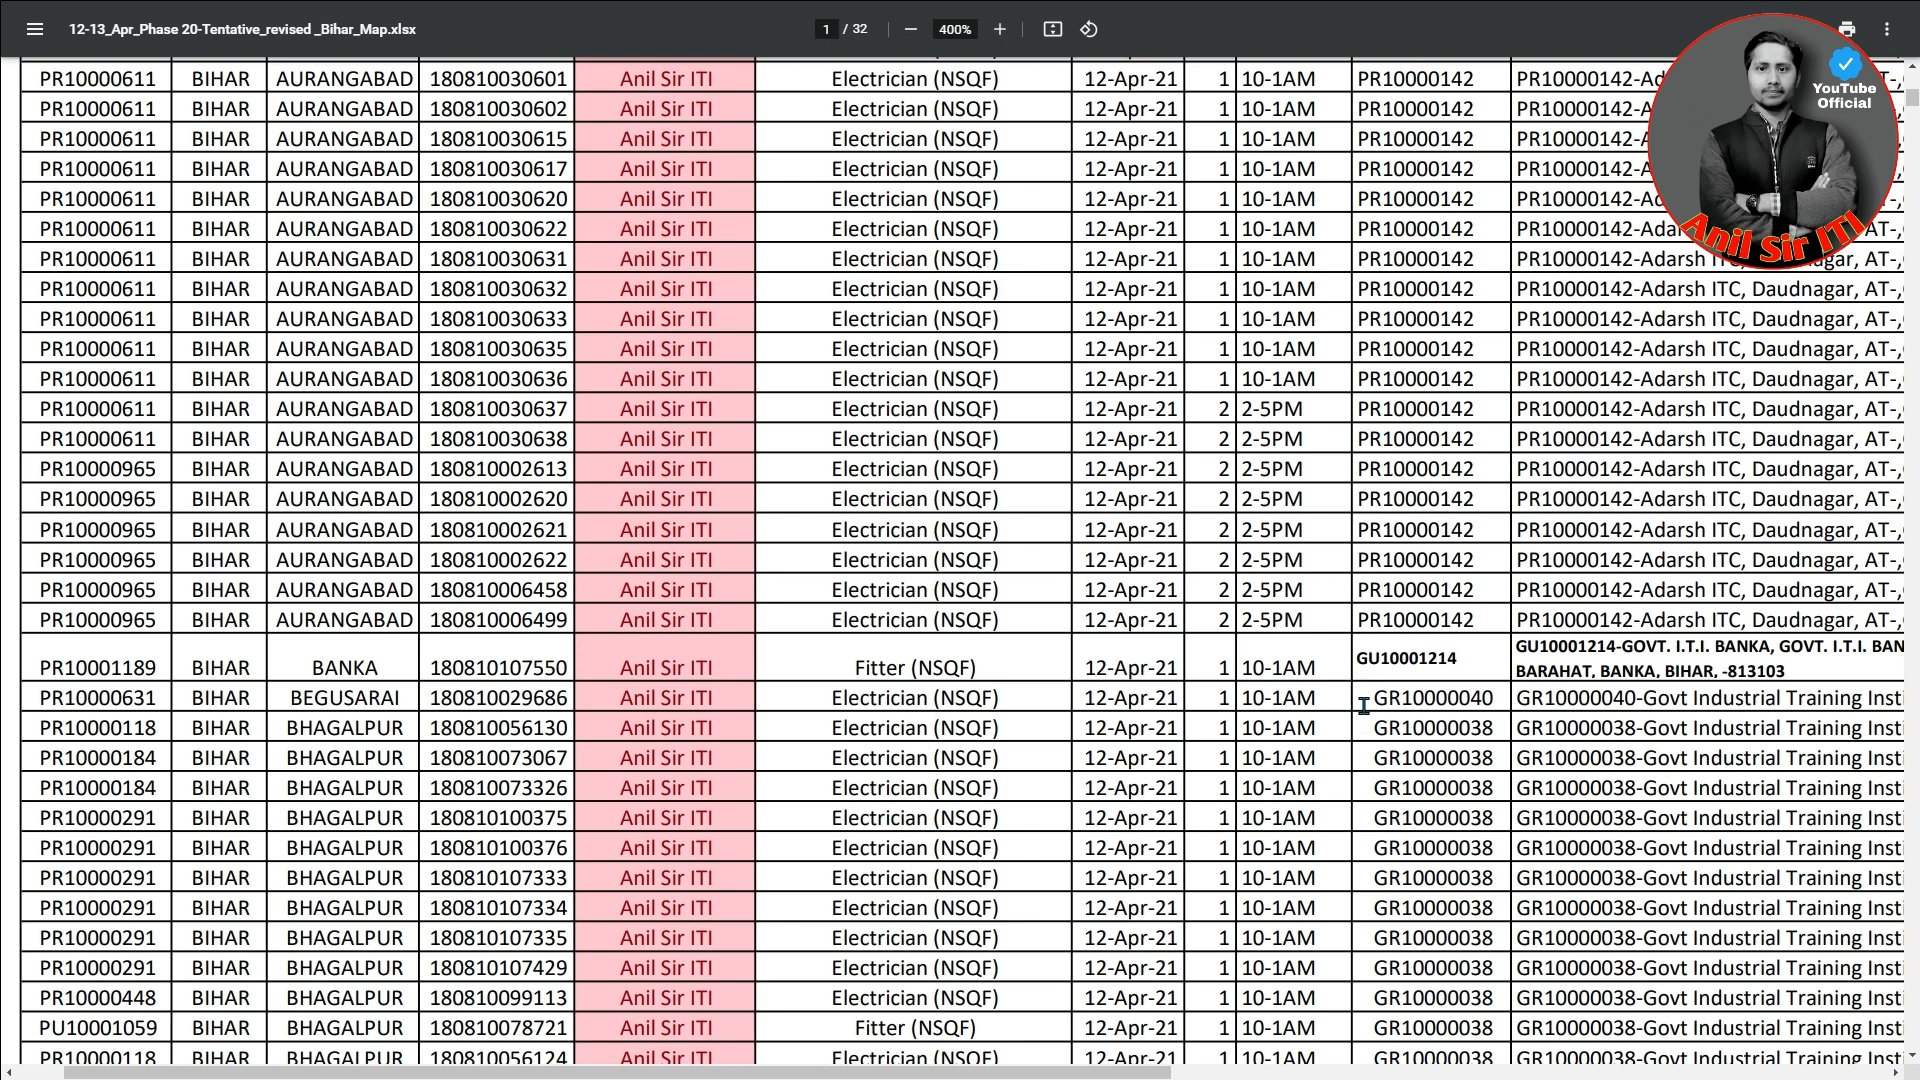 12-13_Apr_Phase 20-Tentative_revised _Bihar_Map.xlsx 1 / 32 400%
YouTube
Official
Anil Sir ITI
PR10000611 BIHAR AURANGABAD 180810030601 Anil Sir ITI Electrician (NSQF) 12-Apr-21 1 10-1AM PR10000142 PR10000142-Ad
PR10000611 BIHAR AURANGABAD 180810030602 Anil Sir ITI Electrician (NSQF) 12-Apr-21 1 10-1AM PR10000142 PR10000142-A
PR10000611 BIHAR AURANGABAD 180810030615 Anil Sir ITI Electrician (NSQF) 12-Apr-21 1 10-1AM PR10000142 PR10000142-A
PR10000611 BIHAR AURANGABAD 180810030617 Anil Sir ITI Electrician (NSQF) 12-Apr-21 1 10-1AM PR10000142 PR10000142-A
PR10000611 BIHAR AURANGABAD 180810030620 Anil Sir ITI Electrician (NSQF) 12-Apr-21 1 10-1AM PR10000142 PR10000142-Ad
PR10000611 BIHAR AURANGABAD 180810030622 Anil Sir ITI Electrician (NSQF) 12-Apr-21 1 10-1AM PR10000142 PR10000142-Adar AT-,
PR10000611 BIHAR AURANGABAD 180810030631 Anil Sir ITI Electrician (NSQF) 12-Apr-21 1 10-1AM PR10000142 PR10000142-Adarsh IT agar, AT-,
PR10000611 BIHAR AURANGABAD 180810030632 Anil Sir ITI Electrician (NSQF) 12-Apr-21 1 10-1AM PR10000142 PR10000142-Adarsh ITC, Daudnagar, AT-,
PR10000611 BIHAR AURANGABAD 180810030633 Anil Sir ITI Electrician (NSQF) 12-Apr-21 1 10-1AM PR10000142 PR10000142-Adarsh ITC, Daudnagar, AT-,
PR10000611 BIHAR AURANGABAD 180810030635 Anil Sir ITI Electrician (NSQF) 12-Apr-21 1 10-1AM PR10000142 PR10000142-Adarsh ITC, Daudnagar, AT-,
PR10000611 BIHAR AURANGABAD 180810030636 Anil Sir ITI Electrician (NSQF) 12-Apr-21 1 10-1AM PR10000142 PR10000142-Adarsh ITC, Daudnagar, AT-,
PR10000611 BIHAR AURANGABAD 180810030637 Anil Sir ITI Electrician (NSQF) 12-Apr-21 2 2-5PM PR10000142 PR10000142-Adarsh ITC, Daudnagar, AT-,
PR10000611 BIHAR AURANGABAD 180810030638 Anil Sir ITI Electrician (NSQF) 12-Apr-21 2 2-5PM PR10000142 PR10000142-Adarsh ITC, Daudnagar, AT-,
PR10000965 BIHAR AURANGABAD 180810002613 Anil Sir ITI Electrician (NSQF) 12-Apr-21 2 2-5PM PR10000142 PR10000142-Adarsh ITC, Daudnagar, AT-,
PR10000965 BIHAR AURANGABAD 180810002620 Anil Sir ITI Electrician (NSQF) 12-Apr-21 2 2-5PM PR10000142 PR10000142-Adarsh ITC, Daudnagar, AT-,
PR10000965 BIHAR AURANGABAD 180810002621 Anil Sir ITI Electrician (NSQF) 12-Apr-21 2 2-5PM PR10000142 PR10000142-Adarsh ITC, Daudnagar, AT-,
PR10000965 BIHAR AURANGABAD 180810002622 Anil Sir ITI Electrician (NSQF) 12-Apr-21 2 2-5PM PR10000142 PR10000142-Adarsh ITC, Daudnagar, AT-,
PR10000965 BIHAR AURANGABAD 180810006458 Anil Sir ITI Electrician (NSQF) 12-Apr-21 2 2-5PM PR10000142 PR10000142-Adarsh ITC, Daudnagar, AT-,
PR10000965 BIHAR AURANGABAD 180810006499 Anil Sir ITI Electrician (NSQF) 12-Apr-21 2 2-5PM PR10000142 PR10000142-Adarsh ITC, Daudnagar, AT-,
PR10001189 BIHAR BANKA 180810107550 Anil Sir ITI Fitter (NSQF) 12-Apr-21 1 10-1AM GU10001214 GU10001214-GOVT. I.T.I. BANKA, GOVT. I.T.I. BAN
BARAHAT, BANKA, BIHAR, -813103
PR10000631 BIHAR BEGUSARAI 180810029686 Anil Sir ITI Electrician (NSQF) 12-Apr-21 1 10-1AM GR10000040 GR10000040-Govt Industrial Training Insti
PR10000118 BIHAR BHAGALPUR 180810056130 Anil Sir ITI Electrician (NSQF) 12-Apr-21 1 10-1AM GR10000038 GR10000038-Govt Industrial Training Insti
PR10000184 BIHAR BHAGALPUR 180810073067 Anil Sir ITI Electrician (NSQF) 12-Apr-21 1 10-1AM GR10000038 GR10000038-Govt Industrial Training Insti
PR10000184 BIHAR BHAGALPUR 180810073326 Anil Sir ITI Electrician (NSQF) 12-Apr-21 1 10-1AM GR10000038 GR10000038-Govt Industrial Training Insti
PR10000291 BIHAR BHAGALPUR 180810100375 Anil Sir ITI Electrician (NSQF) 12-Apr-21 1 10-1AM GR10000038 GR10000038-Govt Industrial Training Insti
PR10000291 BIHAR BHAGALPUR 180810100376 Anil Sir ITI Electrician (NSQF) 12-Apr-21 1 10-1AM GR10000038 GR10000038-Govt Industrial Training Insti
PR10000291 BIHAR BHAGALPUR 180810107333 Anil Sir ITI Electrician (NSQF) 12-Apr-21 1 10-1AM GR10000038 GR10000038-Govt Industrial Training Insti
PR10000291 BIHAR BHAGALPUR 180810107334 Anil Sir ITI Electrician (NSQF) 12-Apr-21 1 10-1AM GR10000038 GR10000038-Govt Industrial Training Insti
PR10000291 BIHAR BHAGALPUR 180810107335 Anil Sir ITI Electrician (NSQF) 12-Apr-21 1 10-1AM GR10000038 GR10000038-Govt Industrial Training Insti
PR10000291 BIHAR BHAGALPUR 180810107429 Anil Sir ITI Electrician (NSQF) 12-Apr-21 1 10-1AM GR10000038 GR10000038-Govt Industrial Training Insti
PR10000448 BIHAR BHAGALPUR 180810099113 Anil Sir ITI Electrician (NSQF) 12-Apr-21 1 10-1AM GR10000038 GR10000038-Govt Industrial Training Insti
PU10001059 BIHAR BHAGALPUR 180810078721 Anil Sir ITI Fitter (NSQF) 12-Apr-21 1 10-1AM GR10000038 GR10000038-Govt Industrial Training Insti
PR10000118 BIHAR BHAGALPUR 180810056124 Anil Sir ITI Electrician (NSQF) 12-Apr-21 1 10-1AM GR10000038 GR10000038-Govt Industrial Training Insti